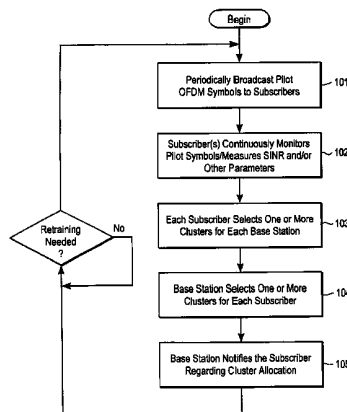 Begin
Periodically Broadcast Pilot
OFDM Symbols to Subscribers
101
Subscriber(s) Continuously Monitors
Pilot Symbols/Measures SINR and/or
Other Parameters
102
Each Subscriber Selects One or More
Clusters for Each Base Station
103
Base Station Selects One or More
Clusters for Each Subscriber
104
Base Station Notifies the Subscriber
Regarding Cluster Allocation
105
Retraining
Needed
?
No